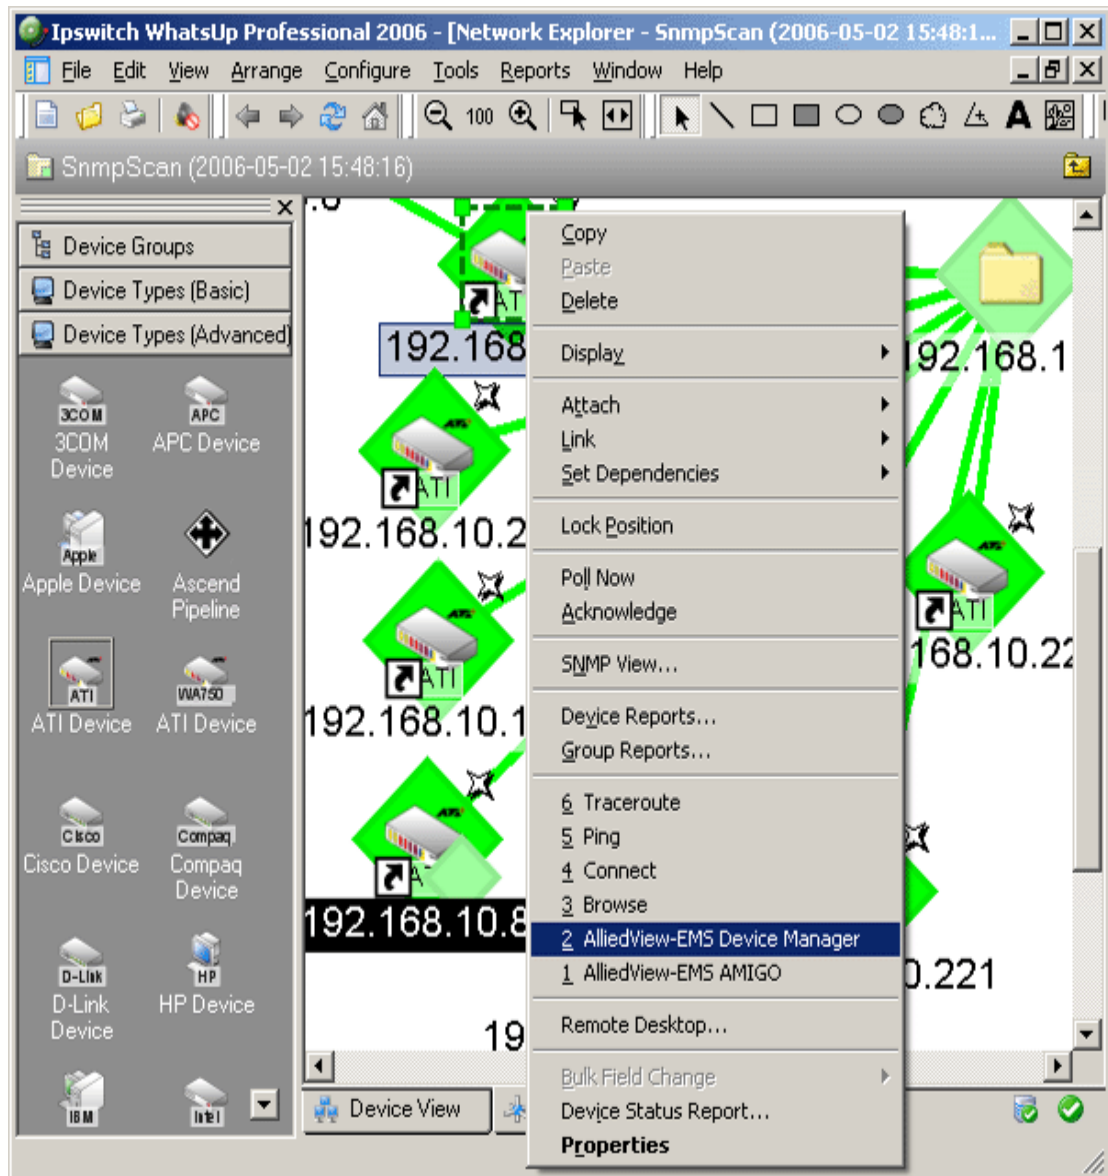 Ipswitch WhatsUp Professional 2006 - [Network Explorer - SnmpScan (2006-05-02 15:48:1...
File Edit View Arrange Configure Tools Reports Window Help
100
A
SnmpScan (2006-05-02 15:48:16)
Device Groups
Device Types (Basic)
Device Types (Advanced)
3COM
3COM
Device
APC
APC Device
Apple
Apple Device
Ascend
Pipeline
ATI
ATI Device
WA750
ATI Device
Cisco
Cisco Device
Compaq
Compaq
Device
D-Link
D-Link
Device
HP
HP Device
IBM
Intel
192.168
ATI
192.168.10.2
ATI
192.168.10.1
192.168.10.8
19
192.168.1
ATI
168.10.22
0.221
Copy
Paste
Delete
Display
Attach
Link
Set Dependencies
Lock Position
Poll Now
Acknowledge
SNMP View...
Device Reports...
Group Reports...
6 Traceroute
5 Ping
4 Connect
3 Browse
2 AlliedView-EMS Device Manager
1 AlliedView-EMS AMIGO
Remote Desktop...
Bulk Field Change
Device Status Report...
Properties
Device View